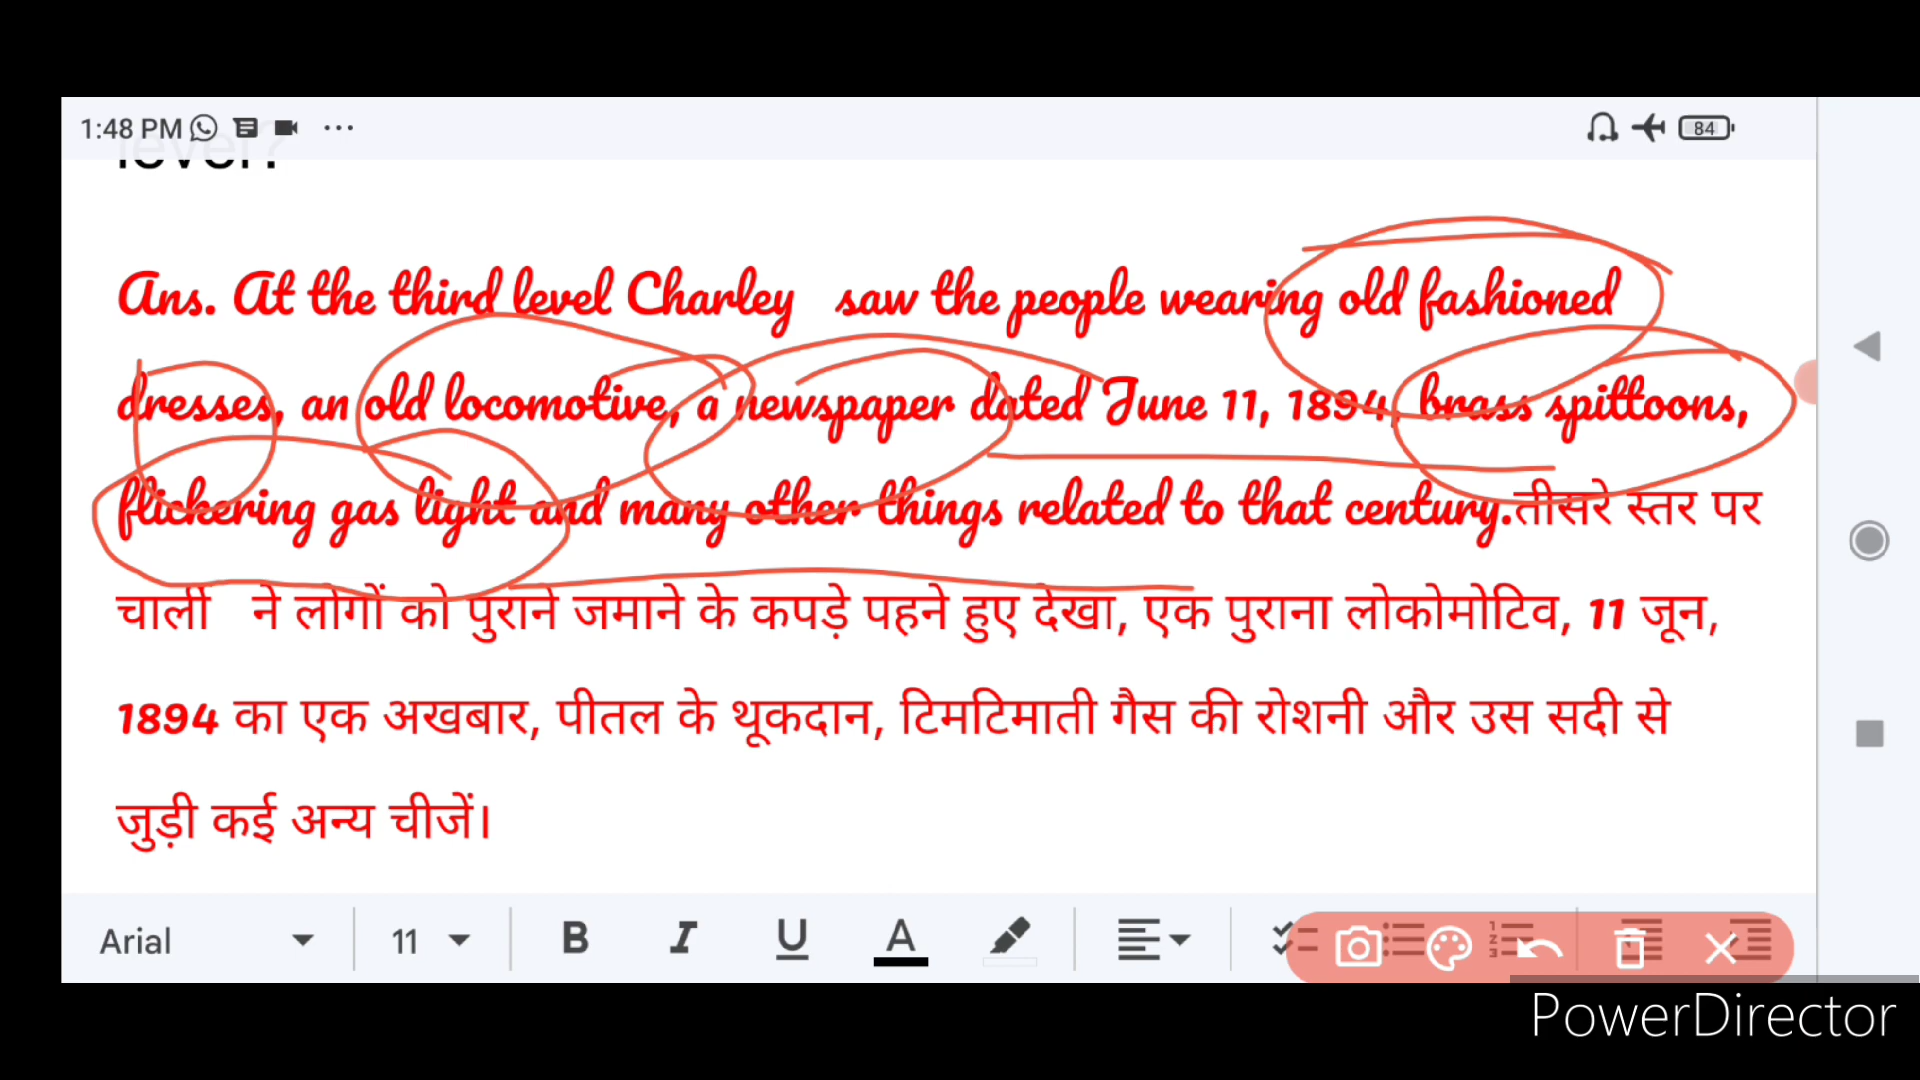 1:48 PM
84
level?
Ans. At the third level Charley saw the people wearing old fashioned
dresses, an old locomotive, a newspaper dated June 11, 1894, brass spittoons,
flickering gas light and many other things related to that century.तीसरे स्तर पर
चार्ली ने लोगों को पुराने जमाने के कपड़े पहने हुए देखा, एक पुराना लोकोमोटिव, 11 जून,
1894 का एक अखबार, पीतल के थूकदान, टिमटिमाती गैस की रोशनी और उस सदी से
जुड़ी कई अन्य चीजें।
Arial 11 B I U A
PowerDirector